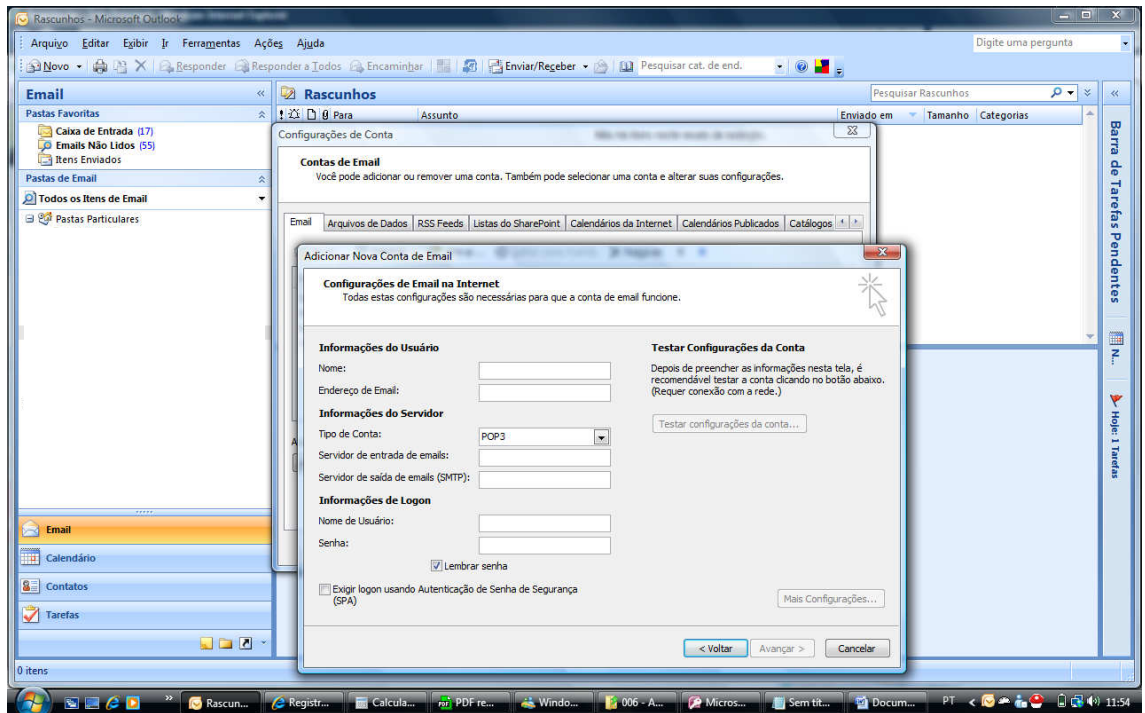 Rascunhos - Microsoft Outlook
Arquivo Editar Exibir Ir Ferramentas Ações Ajuda
Digite uma pergunta
Novo Responder Responder a Todos Encaminhar Enviar/Receber Pesquisar cat. de end.
Email
Rascunhos
Pesquisar Rascunhos
Pastas Favoritas
Para Assunto Enviado em Tamanho Categorias
Caixa de Entrada (17)
Emails Não Lidos (55)
Itens Enviados
Pastas de Email
Todos os Itens de Email
Pastas Particulares
Configurações de Conta
Contas de Email
Você pode adicionar ou remover uma conta. Também pode selecionar uma conta e alterar suas configurações.
Email Arquivos de Dados RSS Feeds Listas do SharePoint Calendários da Internet Calendários Publicados Catálogos
Adicionar Nova Conta de Email
Configurações de Email na Internet
Todas estas configurações são necessárias para que a conta de email funcione.
Informações do Usuário
Nome:
Endereço de Email:
Informações do Servidor
Tipo de Conta: POP3
Servidor de entrada de emails:
Servidor de saída de emails (SMTP):
Informações de Logon
Nome de Usuário:
Senha:
Lembrar senha
Exigir logon usando Autenticação de Senha de Segurança
(SPA)
Testar Configurações da Conta
Depois de preencher as informações nesta tela, é
recomendável testar a conta clicando no botão abaixo.
(Requer conexão com a rede.)
Testar configurações da conta...
Mais Configurações...
< Voltar Avançar > Cancelar
Barra de Tarefas Pendentes
N...
Hoje: 1 Tarefas
Email
Calendário
Contatos
Tarefas
0 itens
Rascun... Registr... Calcula... PDF re... Windo... 006 - A... Micros... Sem tít... Docum... PT 11:54